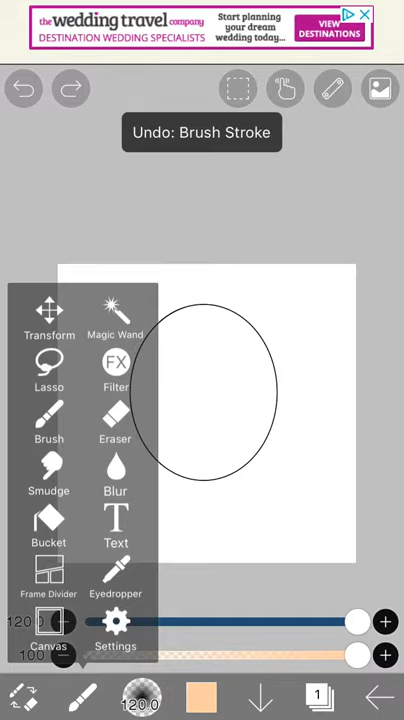 the wedding travel company
DESTINATION WEDDING SPECIALISTS
Start planning
your dream
wedding today...
VIEW
DESTINATIONS
Undo: Brush Stroke
Transform
Magic Wand
Lasso
FX
Filter
Brush
Eraser
Smudge
Blur
Bucket
T
Text
Frame Divider
Eyedropper
120.0
Canvas
Settings
100
120.0
1